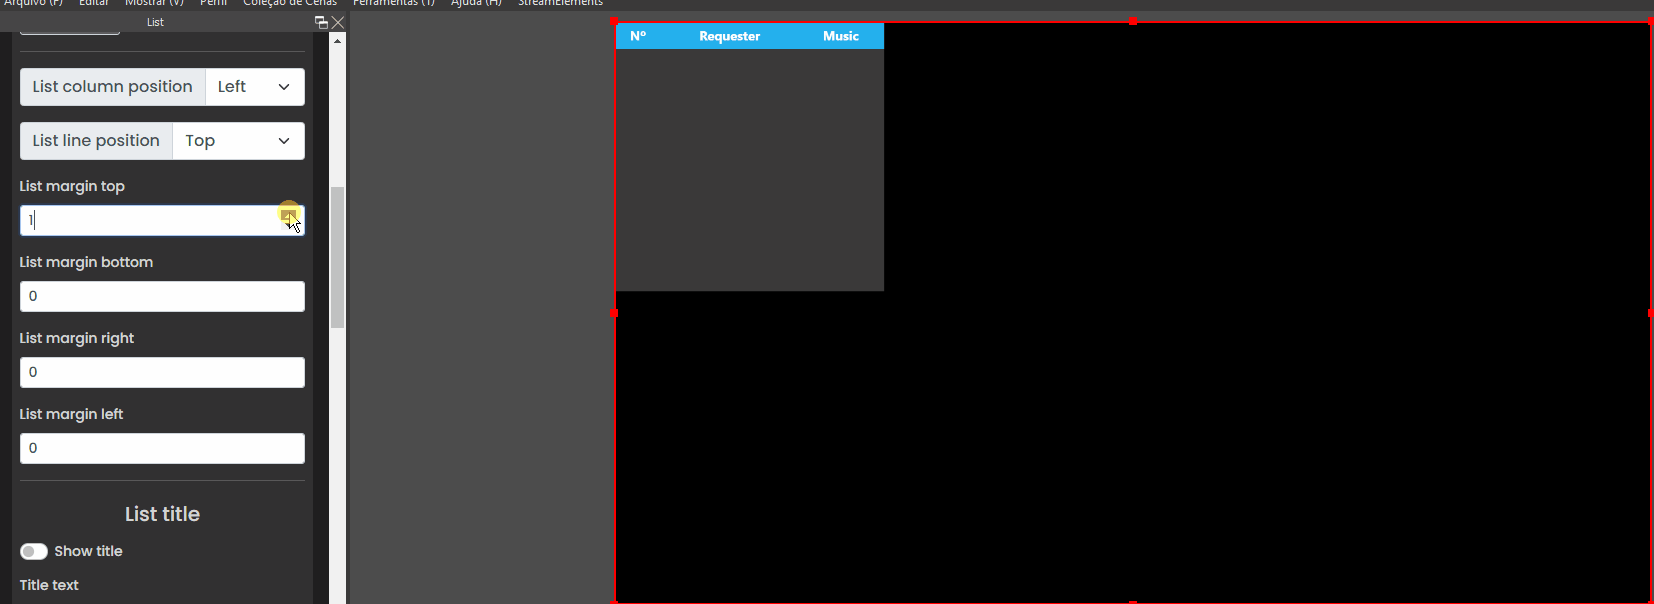 Arquivo (F) Editar Mostrar (V) Perfil Coleção de Cenas Ferramentas (T) Ajuda (H) StreamElements
List
List column position Left
List line position Top
List margin top
1
List margin bottom
0
List margin right
0
List margin left
0
List title
Show title
Title text
Nº Requester Music